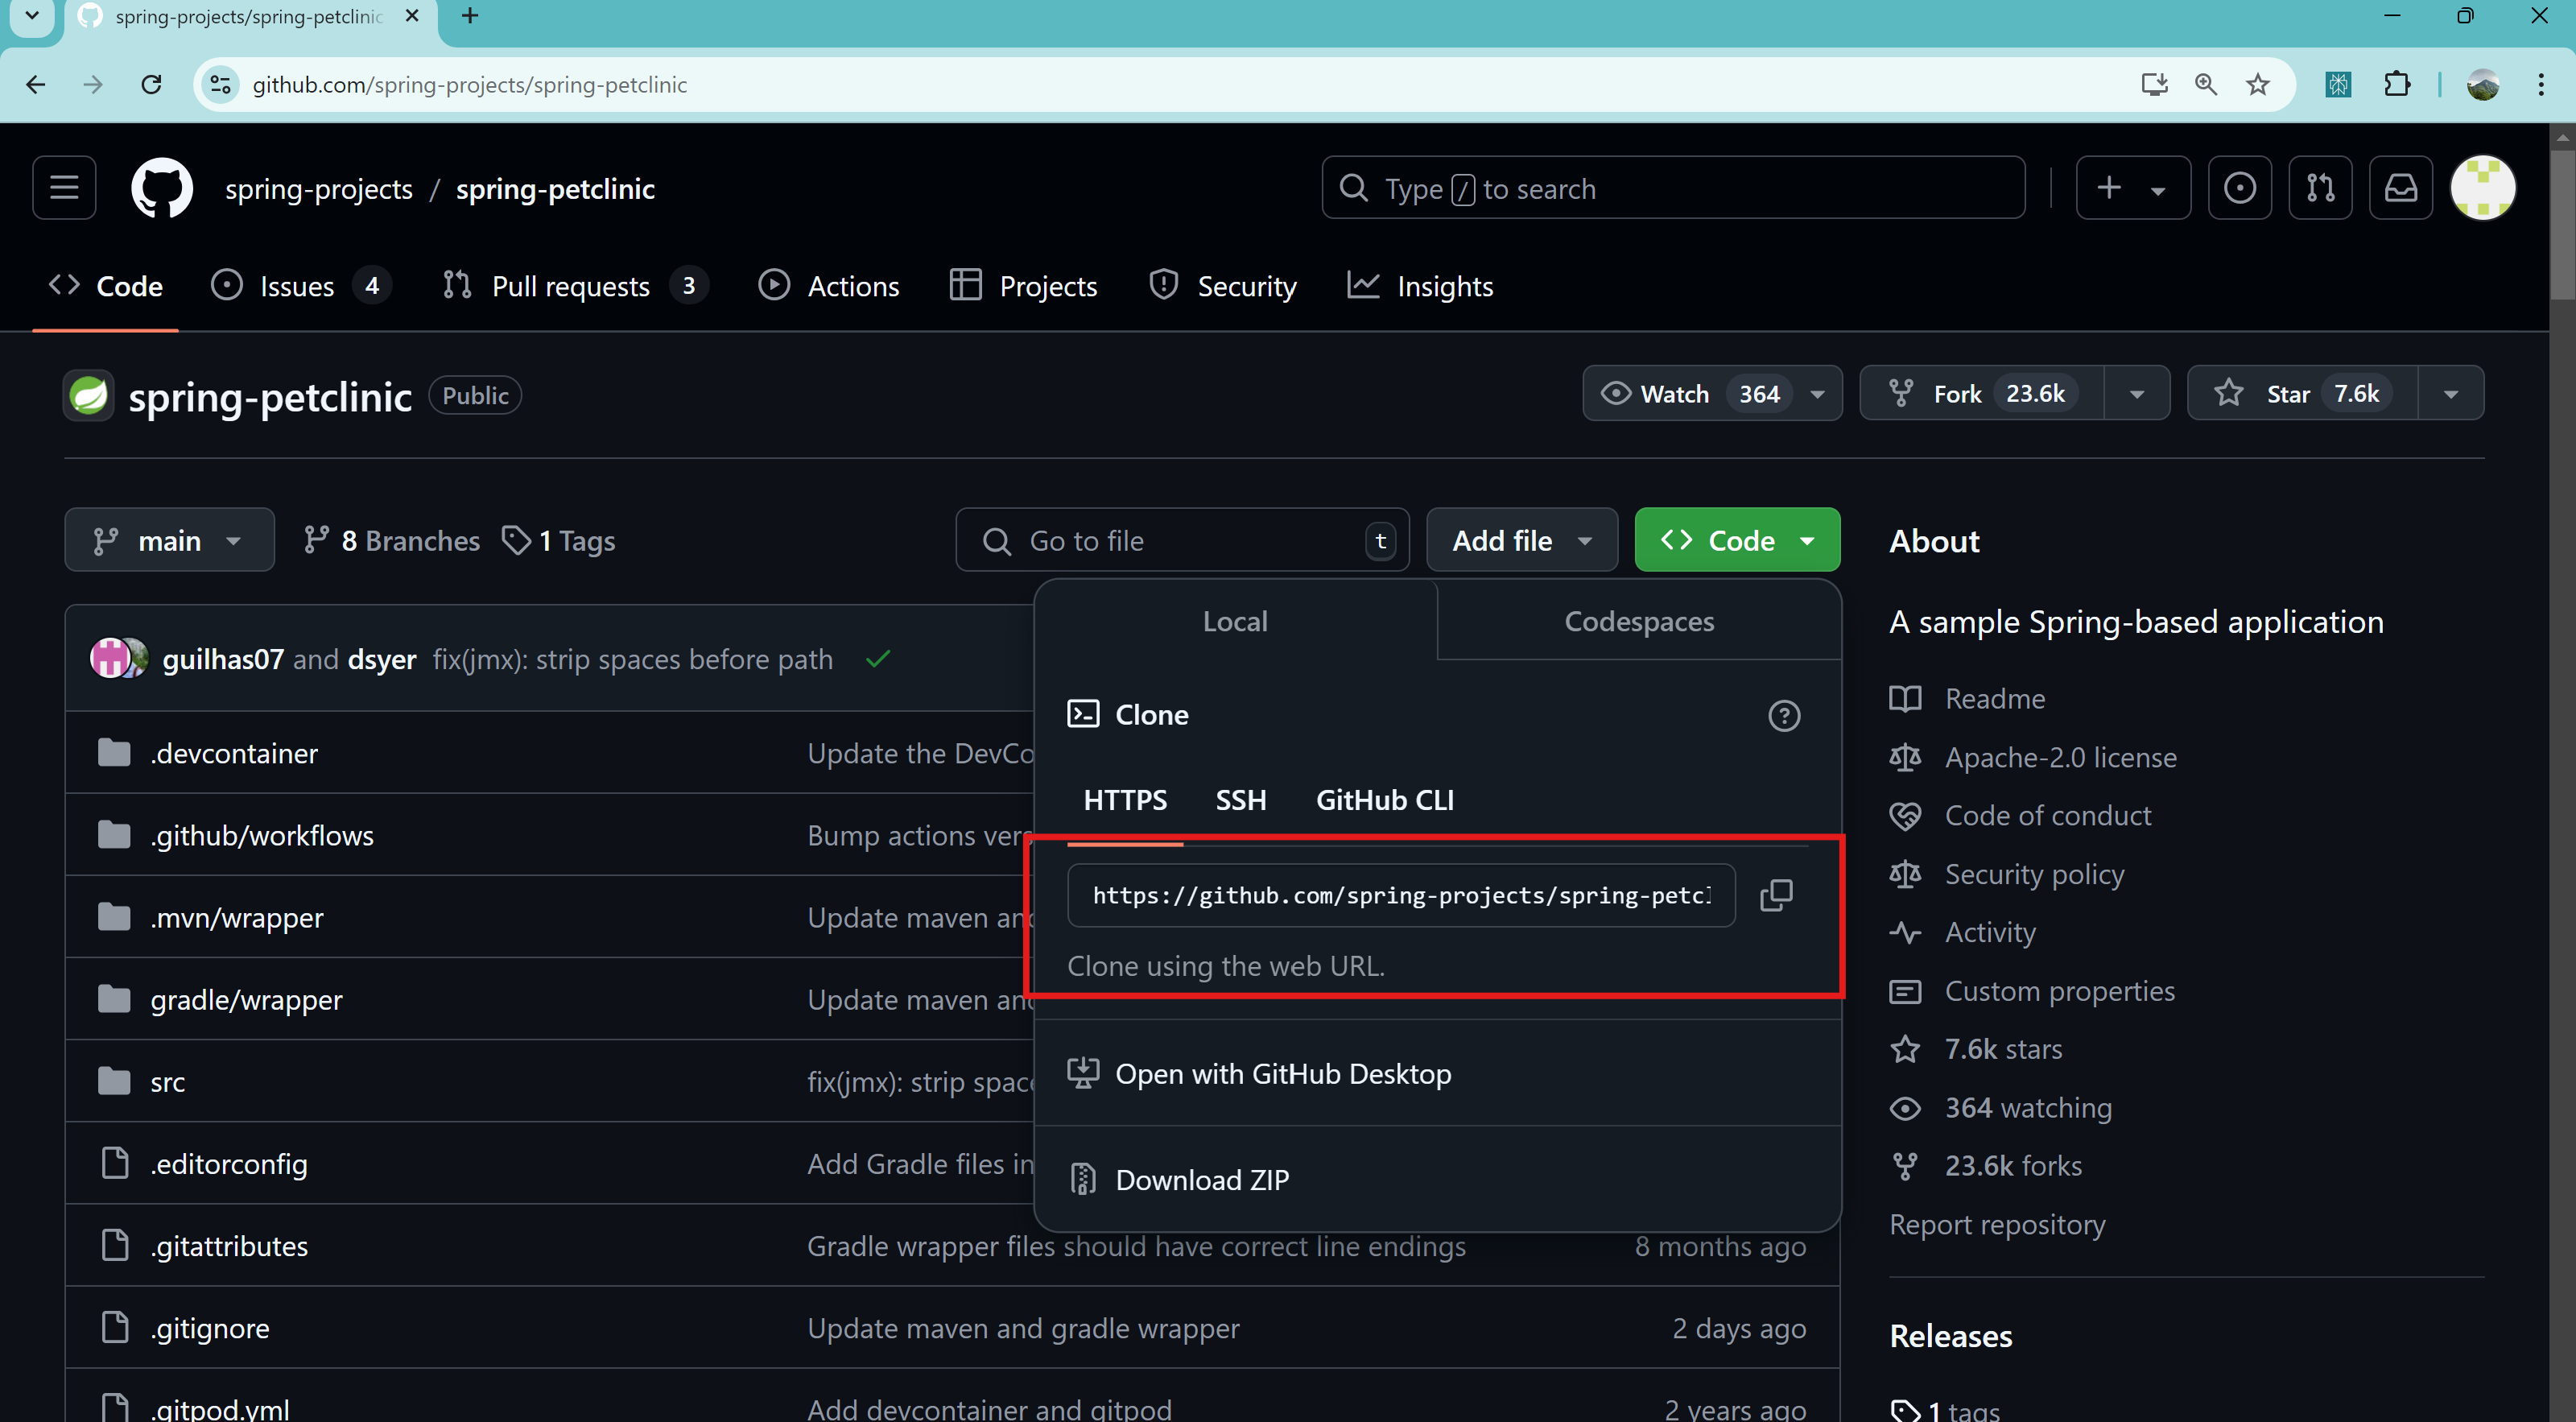 spring-projects/spring-petclinic
github.com/spring-projects/spring-petclinic
spring-projects / spring-petclinic
Type / to search
Code
Issues 4
Pull requests 3
Actions
Projects
Security
Insights
spring-petclinic Public
Watch 364
Fork 23.6k
Star 7.6k
main
8 Branches
1 Tags
Go to file t
Add file
Code
guilhas07 and dsyer fix(jmx): strip spaces before path
.devcontainer Update the DevCo
.github/workflows Bump actions vers
.mvn/wrapper Update maven and
gradle/wrapper Update maven and
src fix(jmx): strip space
.editorconfig Add Gradle files in
.gitattributes Gradle wrapper files should have correct line endings 8 months ago
.gitignore Update maven and gradle wrapper 2 days ago
.gitpod.yml Add devcontainer and gitpod 2 years ago
Local
Codespaces
Clone
HTTPS SSH GitHub CLI
https://github.com/spring-projects/spring-petcl
Clone using the web URL.
Open with GitHub Desktop
Download ZIP
About
A sample Spring-based application
Readme
Apache-2.0 license
Code of conduct
Security policy
Activity
Custom properties
7.6k stars
364 watching
23.6k forks
Report repository
Releases
1 tags